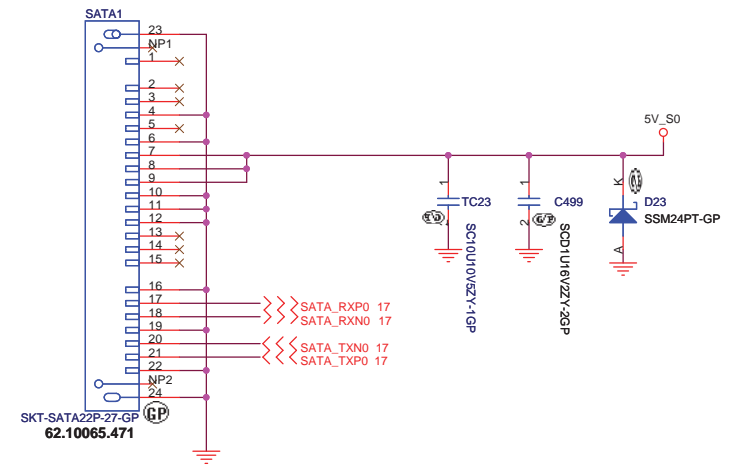 SATA1
23
NP1
1
2
3
4
5
6
7
8
9
10
11
12
13
14
15
16
17
18
19
20
21
22
NP2
24
SKT-SATA22P-27-GP
62.10065.471
GP
SATA_RXP0 17
SATA_RXN0 17
SATA_TXN0 17
SATA_TXP0 17
5V_S0
1
TC23
SC10U10V5ZY-1GP
1
C499
2
SCD1U16V2ZY-2GP
K
D23
SSM24PT-GP
A